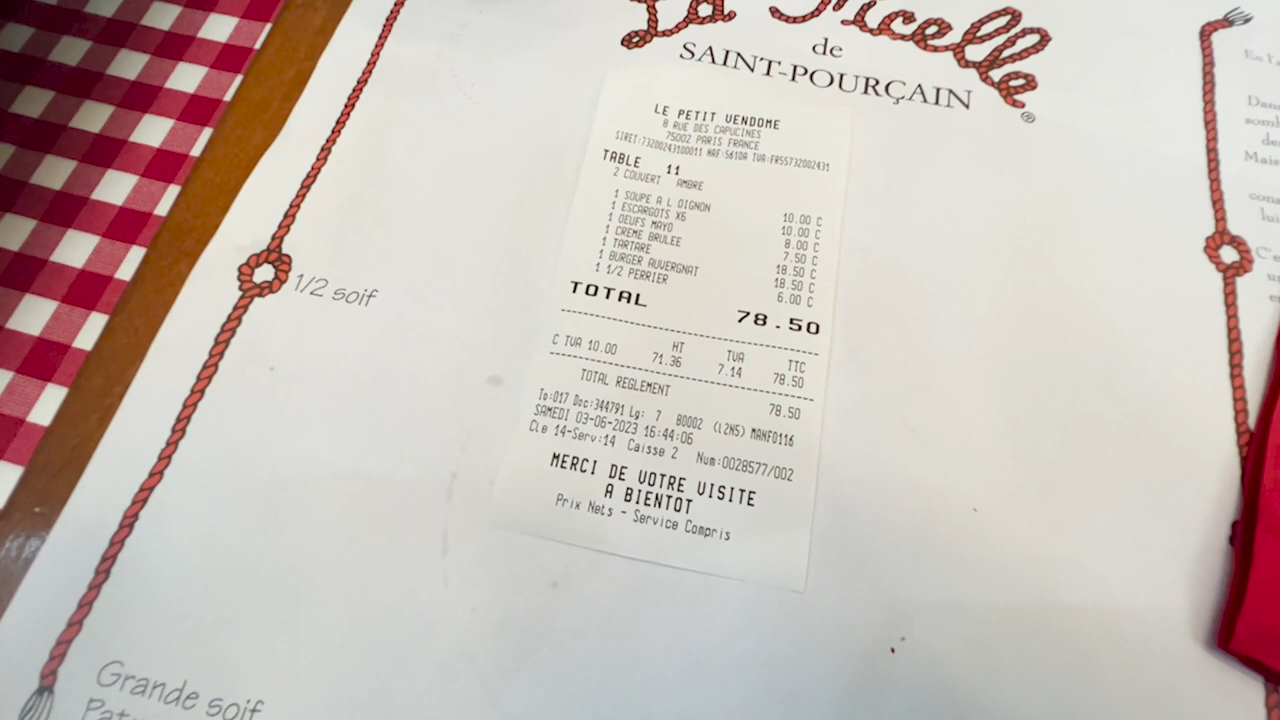 La Ficelle
de
SAINT-POURÇAIN
®
LE PETIT VENDOME
8 RUE DES CAPUCINES
75002 PARIS FRANCE
SIRET:73200243100011 NAF:5610A TVA:FR55732002431
TABLE 11
2 COUVERT AMBRE
1 SOUPE A L OIGNON 10.00 C
1 ESCARGOTS X6 10.00 C
1 OEUFS MAYO 8.00 C
1 CREME BRULEE 7.50 C
1 TARTARE 18.50 C
1 BURGER AUVERGNAT 18.50 C
1 1/2 PERRIER 6.00 C
TOTAL 78.50
HT TVA TTC
C TVA 10.00 71.36 7.14 78.50
TOTAL REGLEMENT 78.50
To:017 Doc:344791 Lg: 7 B0002 (L2N5) MANF0116
SAMEDI 03-06-2023 16:44:06
Cle 14-Serv:14 Caisse 2 Num:0028577/002
MERCI DE VOTRE VISITE
A BIENTOT
Prix Nets - Service Compris
1/2 soif
Grande soif